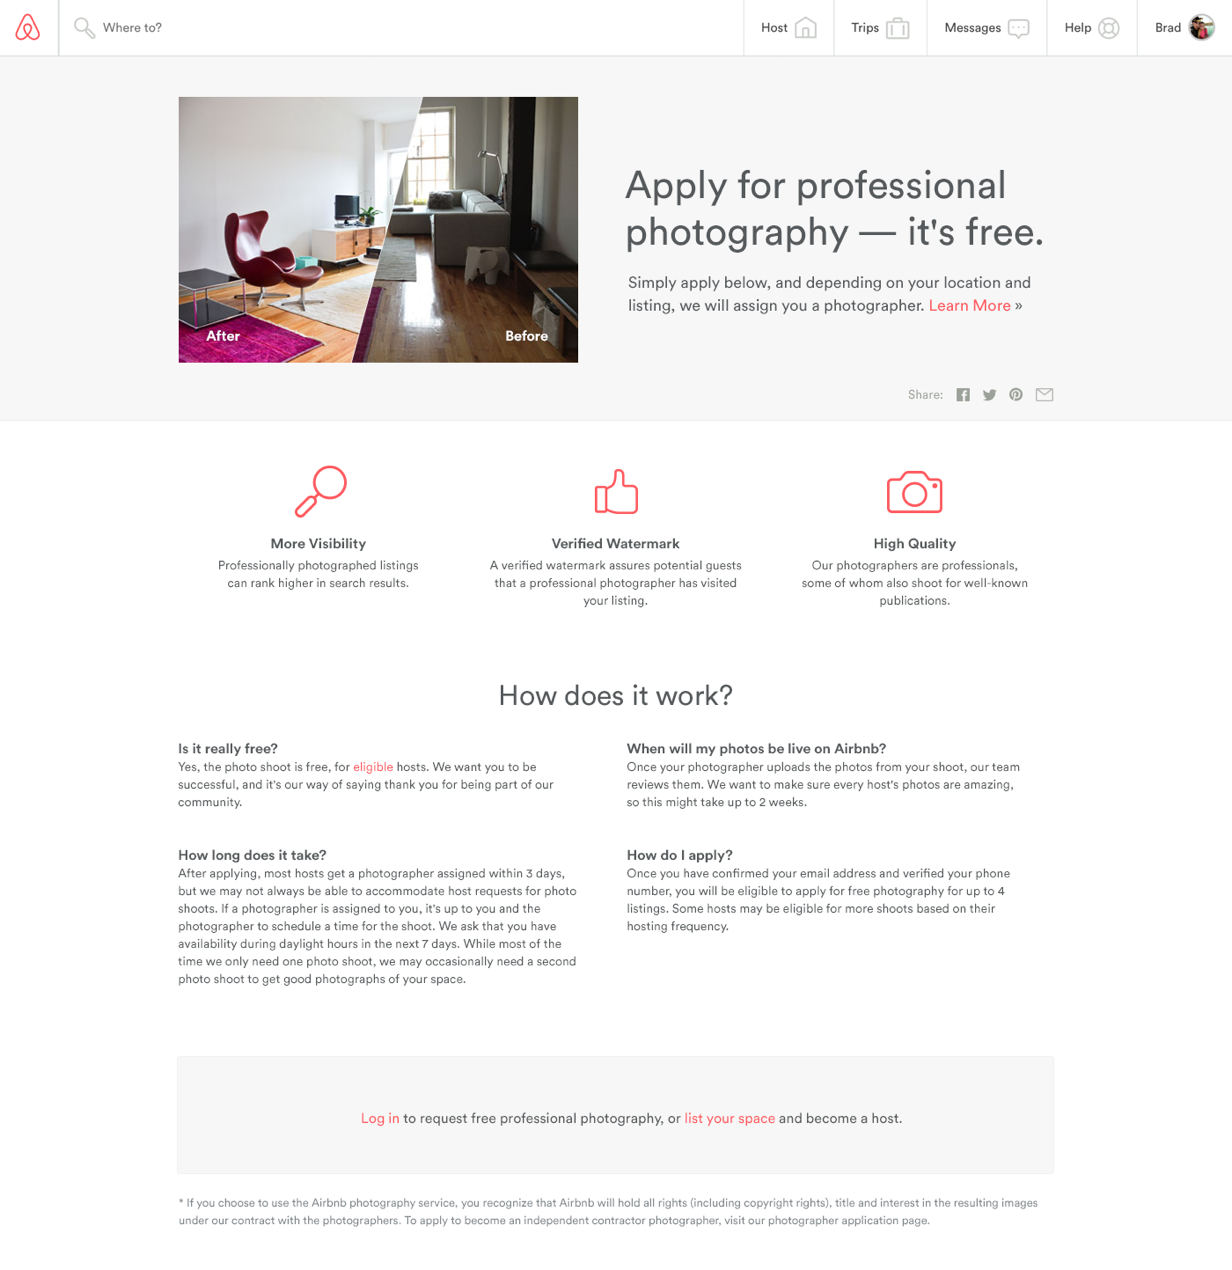 Where to?
Host
Trips
Messages
Help
Brad
After
Before
Apply for professional
photography — it's free.
Simply apply below, and depending on your location and
listing, we will assign you a photographer. Learn More »
Share:
More Visibility
Professionally photographed listings
can rank higher in search results.
Verified Watermark
A verified watermark assures potential guests
that a professional photographer has visited
your listing.
High Quality
Our photographers are professionals,
some of whom also shoot for well-known
publications.
How does it work?
Is it really free?
Yes, the photo shoot is free, for eligible hosts. We want you to be
successful, and it's our way of saying thank you for being part of our
community.
When will my photos be live on Airbnb?
Once your photographer uploads the photos from your shoot, our team
reviews them. We want to make sure every host's photos are amazing,
so this might take up to 2 weeks.
How long does it take?
After applying, most hosts get a photographer assigned within 3 days,
but we may not always be able to accommodate host requests for photo
shoots. If a photographer is assigned to you, it's up to you and the
photographer to schedule a time for the shoot. We ask that you have
availability during daylight hours in the next 7 days. While most of the
time we only need one photo shoot, we may occasionally need a second
photo shoot to get good photographs of your space.
How do I apply?
Once you have confirmed your email address and verified your phone
number, you will be eligible to apply for free photography for up to 4
listings. Some hosts may be eligible for more shoots based on their
hosting frequency.
Log in to request free professional photography, or list your space and become a host.
* If you choose to use the Airbnb photography service, you recognize that Airbnb will hold all rights (including copyright rights), title and interest in the resulting images
under our contract with the photographers. To apply to become an independent contractor photographer, visit our photographer application page.